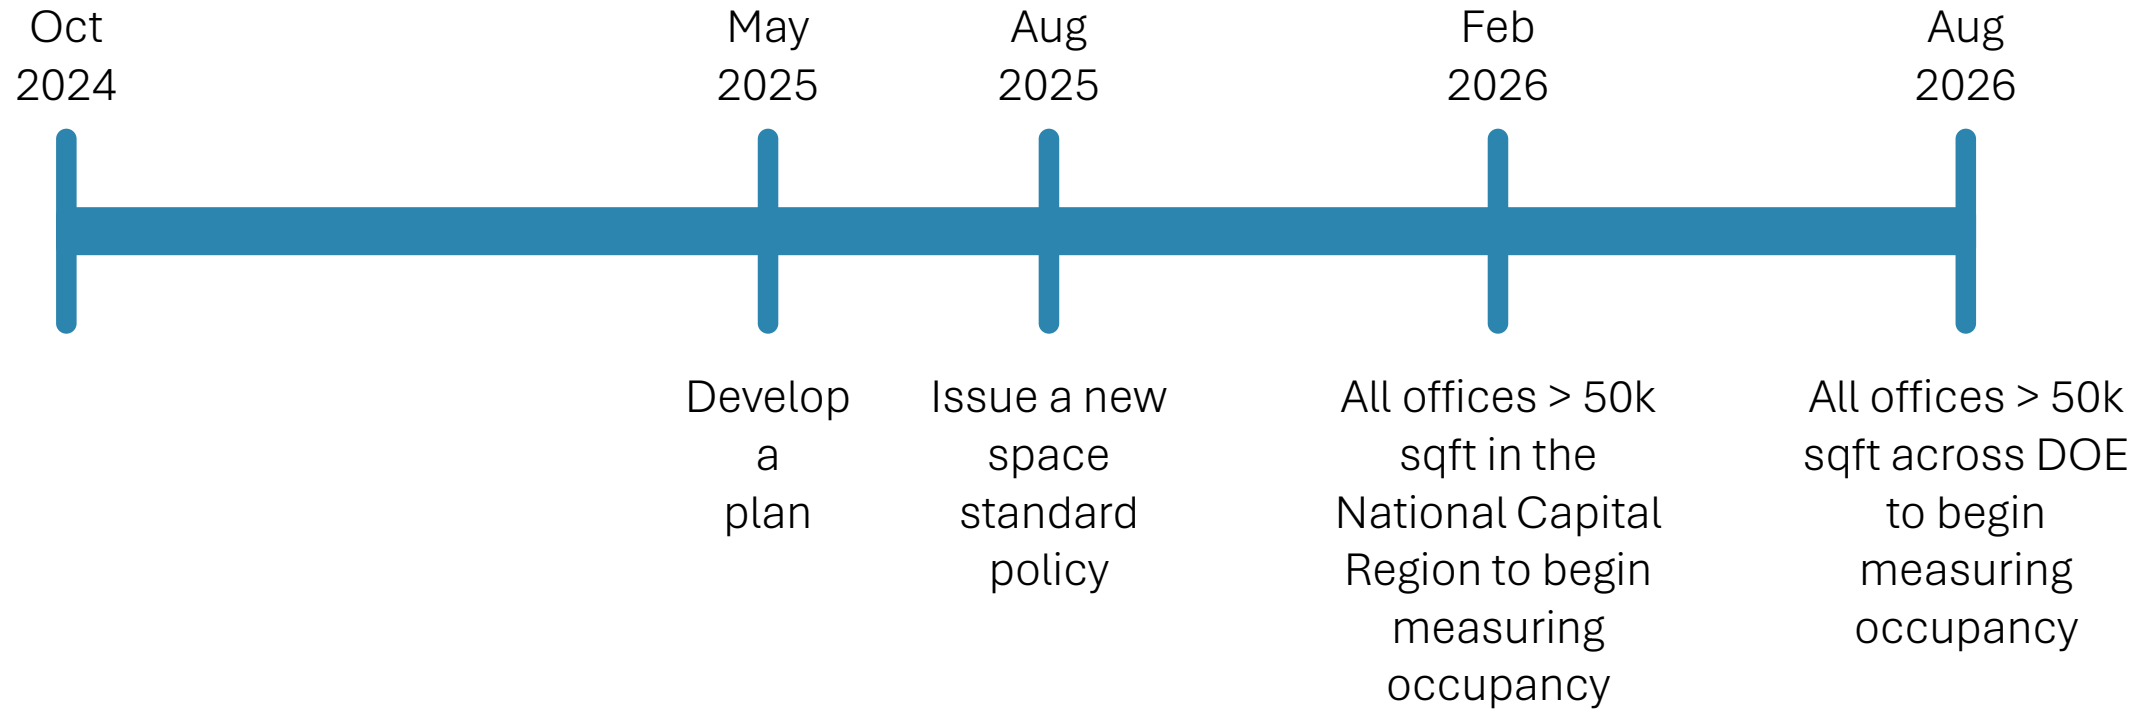 Oct
2024
May
2025
Aug
2025
Feb
2026
Aug
2026
Develop
a
plan
Issue a new
space
standard
policy
All offices > 50k
sqft in the
National Capital
Region to begin
measuring
occupancy
All offices > 50k
sqft across DOE
to begin
measuring
occupancy